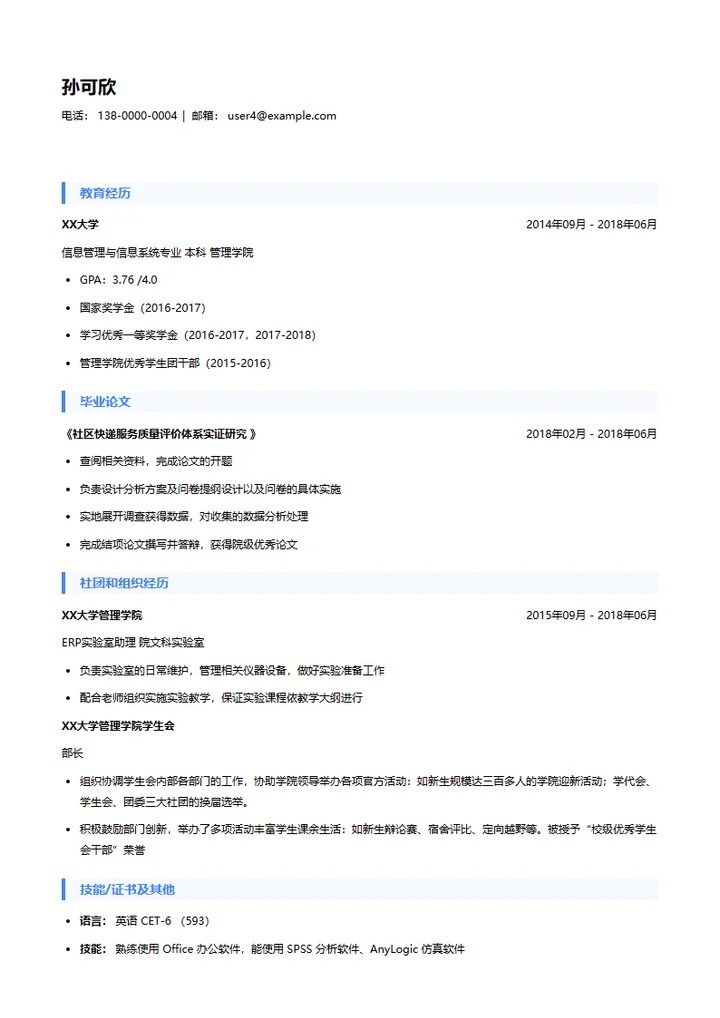 孙可欣
电话： 138-0000-0004 | 邮箱： user4@example.com
教育经历
XX大学 2014年09月 - 2018年06月
信息管理与信息系统专业 本科 管理学院
• GPA：3.76 /4.0
• 国家奖学金（2016-2017）
• 学习优秀一等奖学金（2016-2017，2017-2018）
• 管理学院优秀学生团干部（2015-2016）
毕业论文
《社区快递服务质量评价体系实证研究 》 2018年02月 - 2018年06月
• 查阅相关资料，完成论文的开题
• 负责设计分析方案及问卷提纲设计以及问卷的具体实施
• 实地展开调查获得数据，对收集的数据分析处理
• 完成结项论文撰写并答辩，获得院级优秀论文
社团和组织经历
XX大学管理学院 2015年09月 - 2018年06月
ERP实验室助理 院文科实验室
• 负责实验室的日常维护，管理相关仪器设备，做好实验准备工作
• 配合老师组织实施实验教学，保证实验课程依教学大纲进行
XX大学管理学院学生会
部长
• 组织协调学生会内部各部门的工作，协助学院领导举办各项官方活动：如新生规模达三百多人的学院迎新活动；学代会、
学生会、团委三大社团的换届选举。
• 积极鼓励部门创新，举办了多项活动丰富学生课余生活：如新生辩论赛、宿舍评比、定向越野等。被授予“校级优秀学生
会干部”荣誉
技能/证书及其他
• 语言： 英语 CET-6 （593）
• 技能： 熟练使用 Office 办公软件，能使用 SPSS 分析软件、AnyLogic 仿真软件